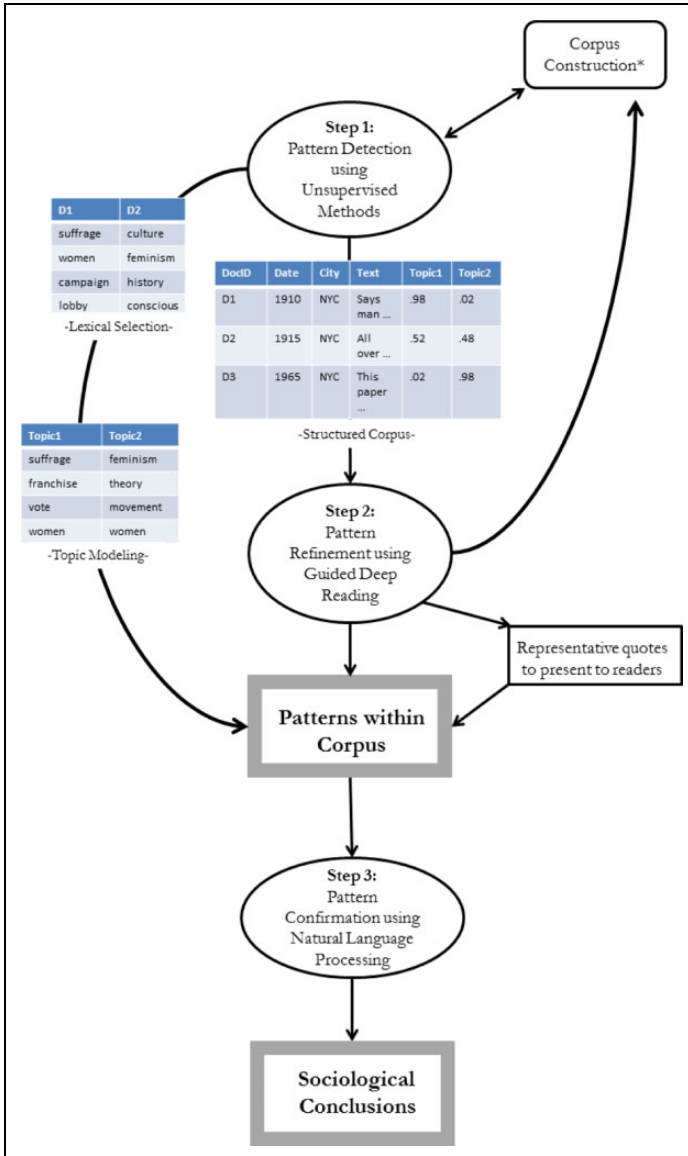 Corpus
Construction*
Step 1:
Pattern Detection
using
Unsupervised
Methods
D1 D2
suffrage culture
women feminism
campaign history
lobby conscious
-Lexical Selection-
DocID Date City Text Topic1 Topic2
D1 1910 NYC Says man ... .98 .02
D2 1915 NYC All over ... .52 .48
D3 1965 NYC This paper ... .02 .98
-Structured Corpus-
Topic1 Topic2
suffrage feminism
franchise theory
vote movement
women women
-Topic Modeling-
Step 2:
Pattern
Refinement using
Guided Deep
Reading
Representative quotes
to present to readers
Patterns within
Corpus
Step 3:
Pattern
Confirmation using
Natural Language
Processing
Sociological
Conclusions